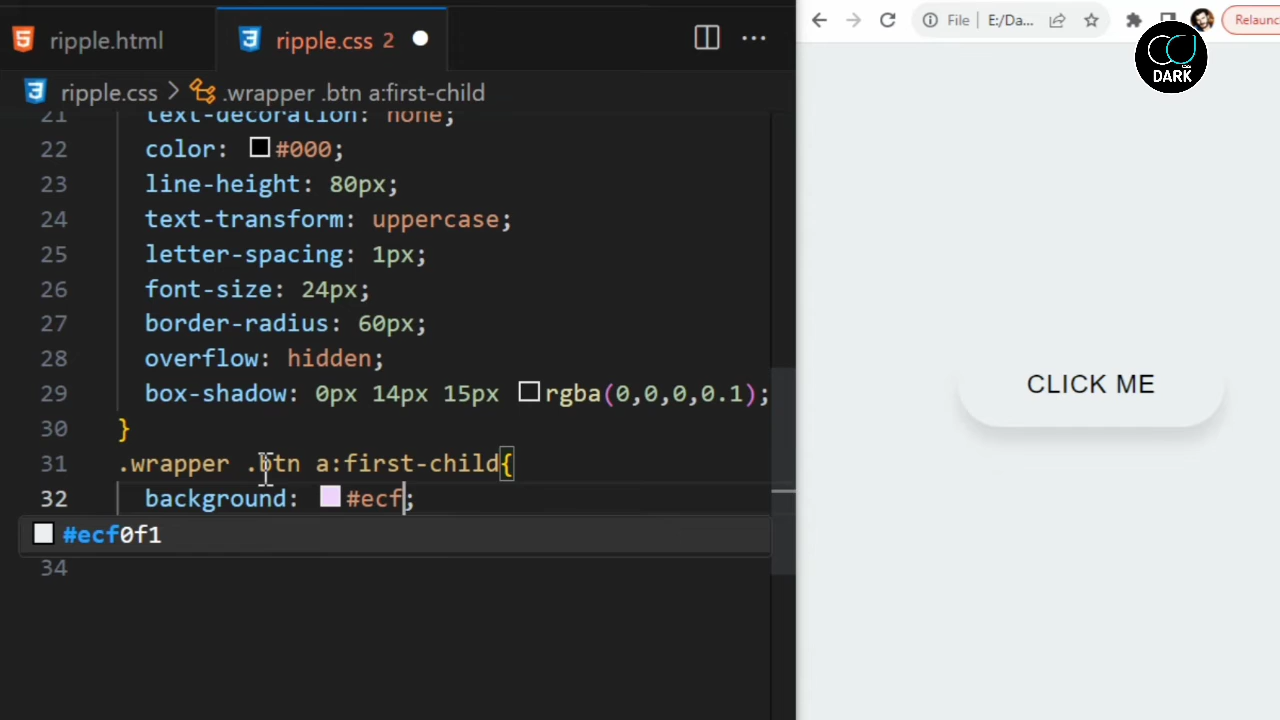 ripple.html
ripple.css 2
File E:/Da...
Relaunc
DARK
ripple.css > .wrapper .btn a:first-child
21 text-decoration: none;
22 color: #000;
23 line-height: 80px;
24 text-transform: uppercase;
25 letter-spacing: 1px;
26 font-size: 24px;
27 border-radius: 60px;
28 overflow: hidden;
29 box-shadow: 0px 14px 15px rgba(0,0,0,0.1);
30 }
31 .wrapper .btn a:first-child{
32 background: #ecf;
#ecf0f1
34
CLICK ME